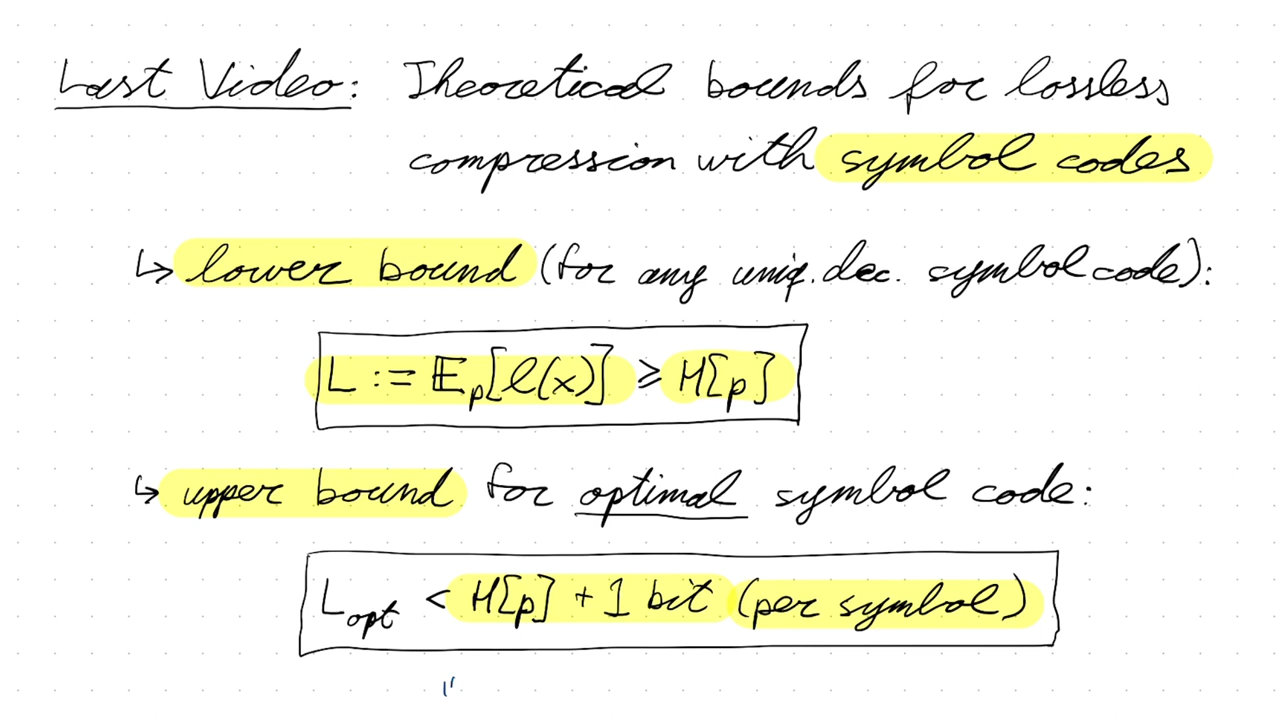 Last Video: Theoretical bounds for lossless
compression with symbol codes
↳ lower bound (for any uniq. dec. symbol code):
L := 𝔼ₚ[ℓ(x)] ⩾ H[p]
↳ upper bound for optimal symbol code:
L_opt < H[p] + 1 bit (per symbol)